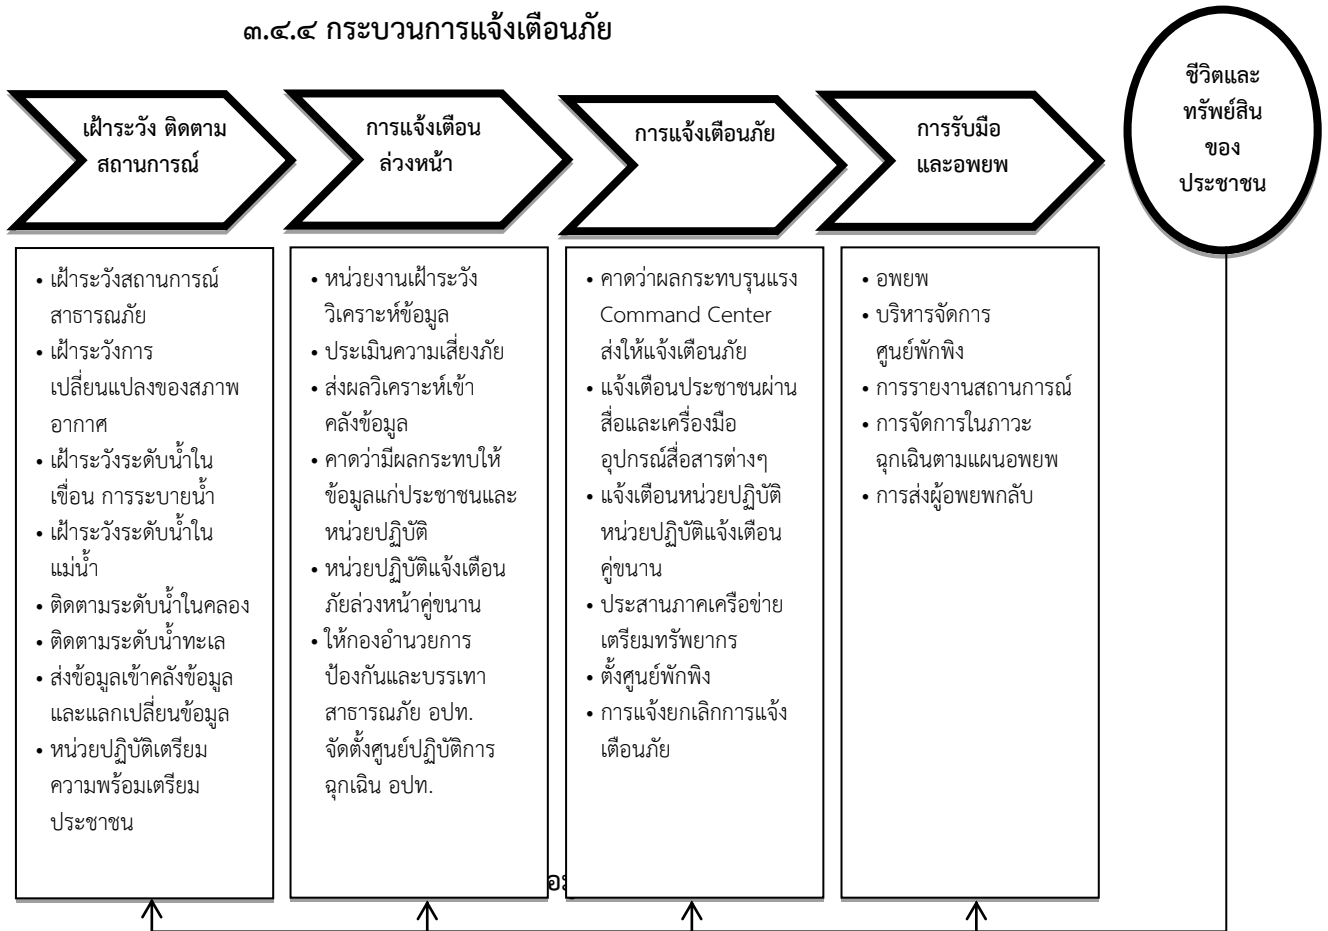 ๓.๔.๔ กระบวนการแจ้งเตือนภัย
เฝ้าระวัง ติดตาม
สถานการณ์
การแจ้งเตือน
ล่วงหน้า
การแจ้งเตือนภัย
การรับมือ
และอพยพ
ชีวิตและ
ทรัพย์สิน
ของ
ประชาชน
• เฝ้าระวังสถานการณ์
สาธารณภัย
• เฝ้าระวังการ
เปลี่ยนแปลงของสภาพ
อากาศ
• เฝ้าระวังระดับน้ำใน
เขื่อน การระบายน้ำ
• เฝ้าระวังระดับน้ำใน
แม่น้ำ
• ติดตามระดับน้ำในคลอง
• ติดตามระดับน้ำทะเล
• ส่งข้อมูลเข้าคลังข้อมูล
และแลกเปลี่ยนข้อมูล
• หน่วยปฏิบัติเตรียม
ความพร้อมเตรียม
ประชาชน
• หน่วยงานเฝ้าระวัง
วิเคราะห์ข้อมูล
• ประเมินความเสี่ยงภัย
• ส่งผลวิเคราะห์เข้า
คลังข้อมูล
• คาดว่ามีผลกระทบให้
ข้อมูลแก่ประชาชนและ
หน่วยปฏิบัติ
• หน่วยปฏิบัติแจ้งเตือน
ภัยล่วงหน้าคู่ขนาน
• ให้กองอำนวยการ
ป้องกันและบรรเทา
สาธารณภัย อปท.
จัดตั้งศูนย์ปฏิบัติการ
ฉุกเฉิน อปท.
• คาดว่าผลกระทบรุนแรง
Command Center
ส่งให้แจ้งเตือนภัย
• แจ้งเตือนประชาชนผ่าน
สื่อและเครื่องมือ
อุปกรณ์สื่อสารต่างๆ
• แจ้งเตือนหน่วยปฏิบัติ
หน่วยปฏิบัติแจ้งเตือน
คู่ขนาน
• ประสานภาคเครือข่าย
เตรียมทรัพยากร
• ตั้งศูนย์พักพิง
• การแจ้งยกเลิกการแจ้ง
เตือนภัย
• อพยพ
• บริหารจัดการ
ศูนย์พักพิง
• การรายงานสถานการณ์
• การจัดการในภาวะ
ฉุกเฉินตามแผนอพยพ
• การส่งผู้อพยพกลับ